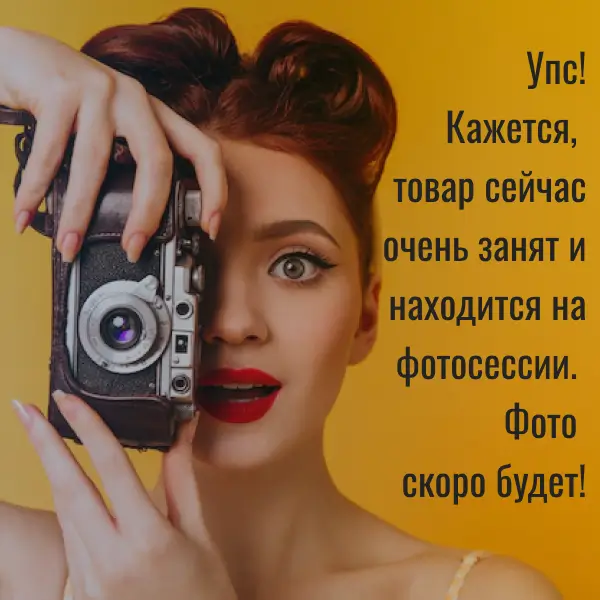 Упс!
Кажется,
товар сейчас
очень занят и
находится на
фотосессии.
Фото
скоро будет!